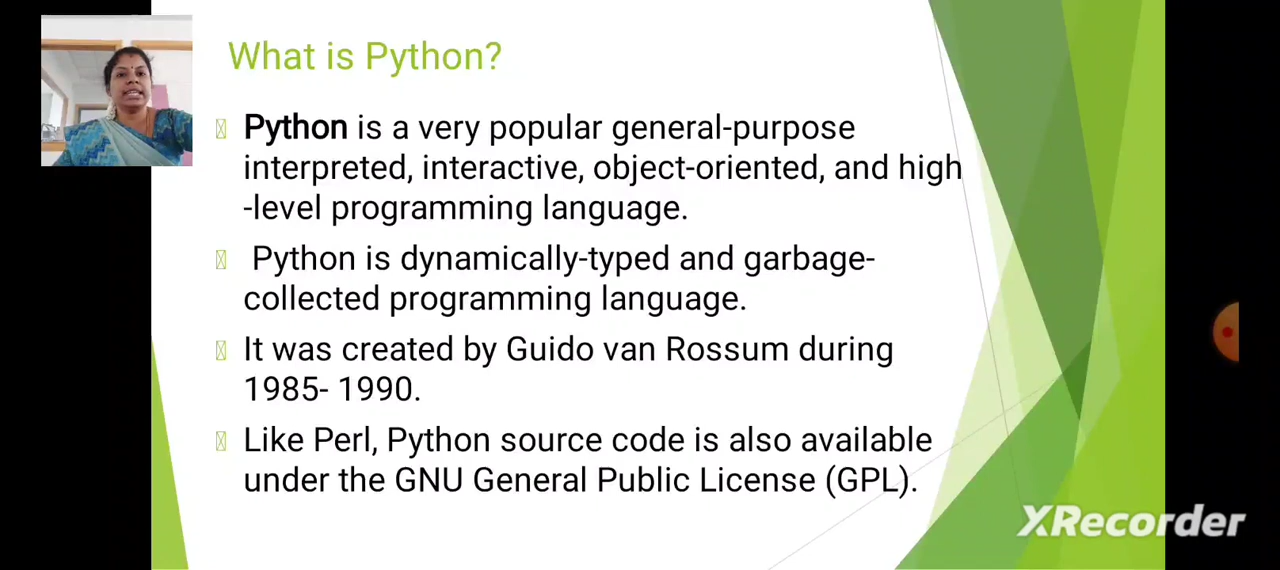 What is Python?
Python is a very popular general-purpose
interpreted, interactive, object-oriented, and high
-level programming language.
Python is dynamically-typed and garbage-
collected programming language.
It was created by Guido van Rossum during
1985- 1990.
Like Perl, Python source code is also available
under the GNU General Public License (GPL).
XRecorder